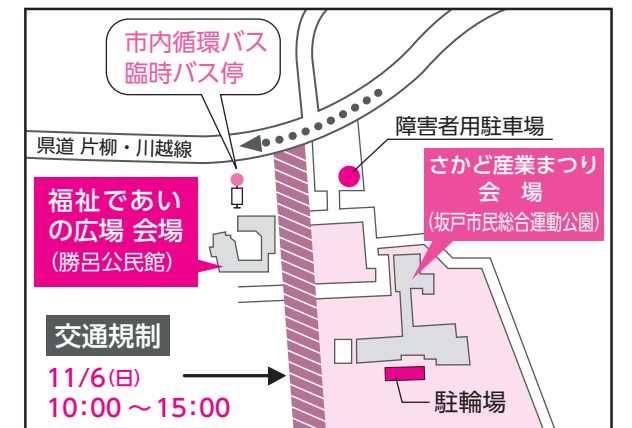 市内循環バス
臨時バス停
県道 片柳・川越線
障害者用駐車場
さかど産業まつり
会　場
(坂戸市民総合運動公園)
福祉であい
の広場 会場
(勝呂公民館)
交通規制
11/6(日)
10:00～15:00
駐輪場